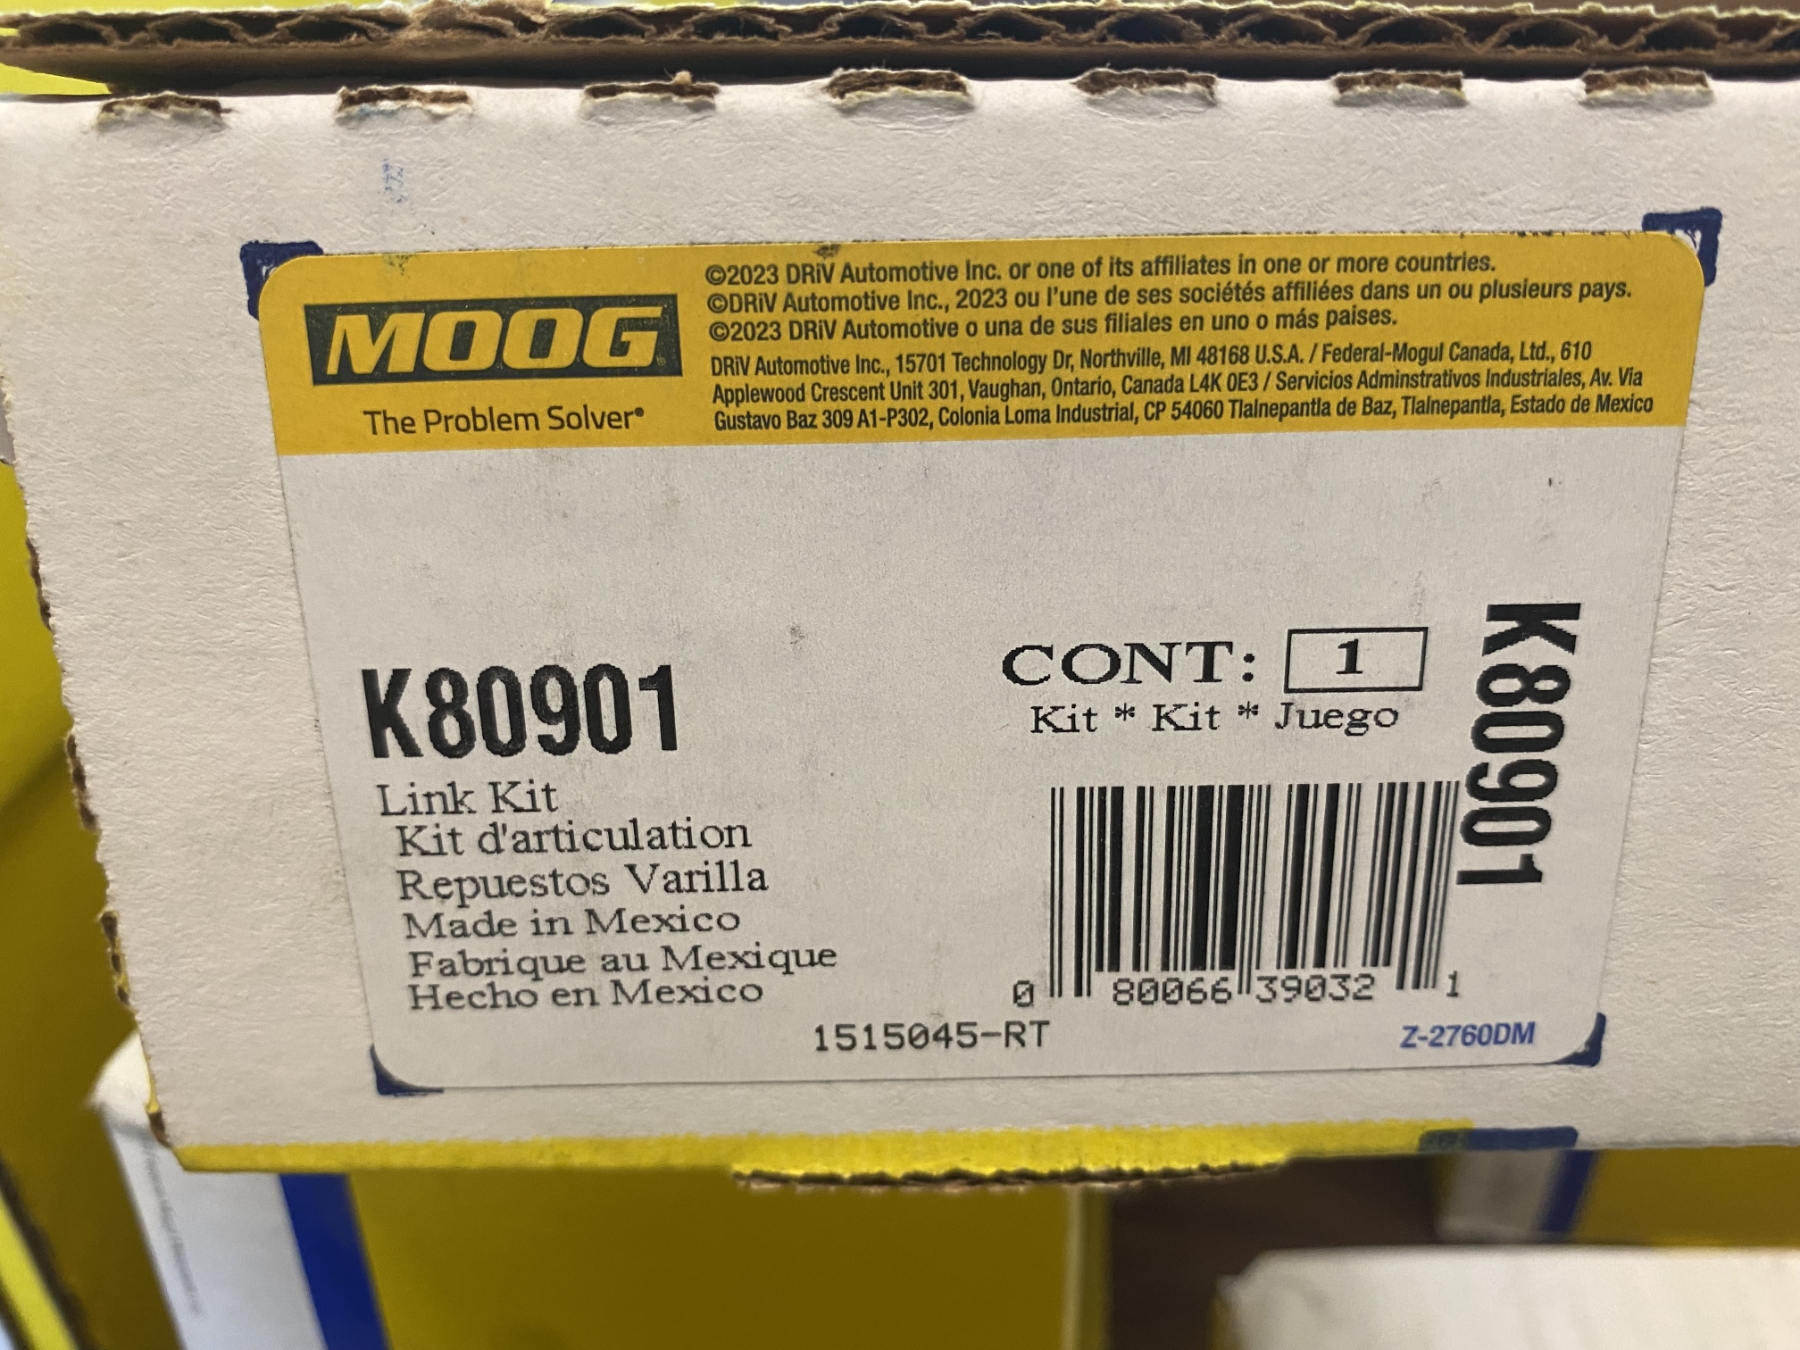 MOOG
The Problem Solver®
©2023 DRiV Automotive Inc. or one of its affiliates in one or more countries.
©DRiV Automotive Inc., 2023 ou l'une de ses sociétés affiliées dans un ou plusieurs pays.
©2023 DRiV Automotive o una de sus filiales en uno o más paises.
DRiV Automotive Inc., 15701 Technology Dr, Northville, MI 48168 U.S.A. / Federal-Mogul Canada, Ltd., 610
Applewood Crescent Unit 301, Vaughan, Ontario, Canada L4K 0E3 / Servicios Adminstrativos Industriales, Av. Via
Gustavo Baz 309 A1-P302, Colonia Loma Industrial, CP 54060 Tlalnepantla de Baz, Tlalnepantla, Estado de Mexico
K80901
Link Kit
Kit d'articulation
Repuestos Varilla
Made in Mexico
Fabrique au Mexique
Hecho en Mexico
CONT: 1
Kit * Kit * Juego
K80901
0 80066 39032 1
1515045-RT
Z-2760DM